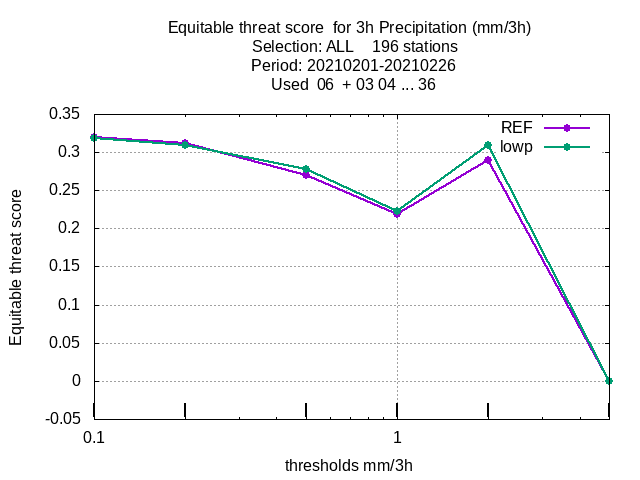 Equitable threat score  for 3h Precipitation (mm/3h)
Selection: ALL    196 stations
Period: 20210201-20210226
Used  06  + 03 04 ... 36
REF
lowp
Equitable threat score
0.35
0.3
0.25
0.2
0.15
0.1
0.05
0
-0.05
0.1
1
thresholds mm/3h